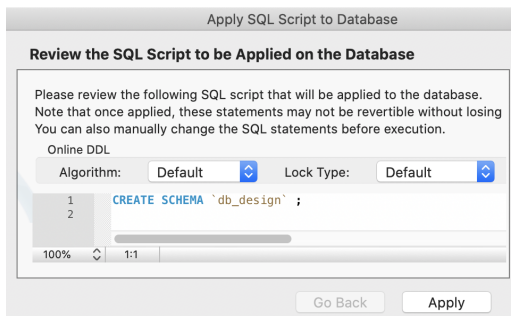 Apply SQL Script to Database
Review the SQL Script to be Applied on the Database
Please review the following SQL script that will be applied to the database.
Note that once applied, these statements may not be revertible without losing
You can also manually change the SQL statements before execution.
Online DDL
Algorithm: Default Lock Type: Default
1 CREATE SCHEMA `db_design` ;
2
100% 1:1
Go Back Apply